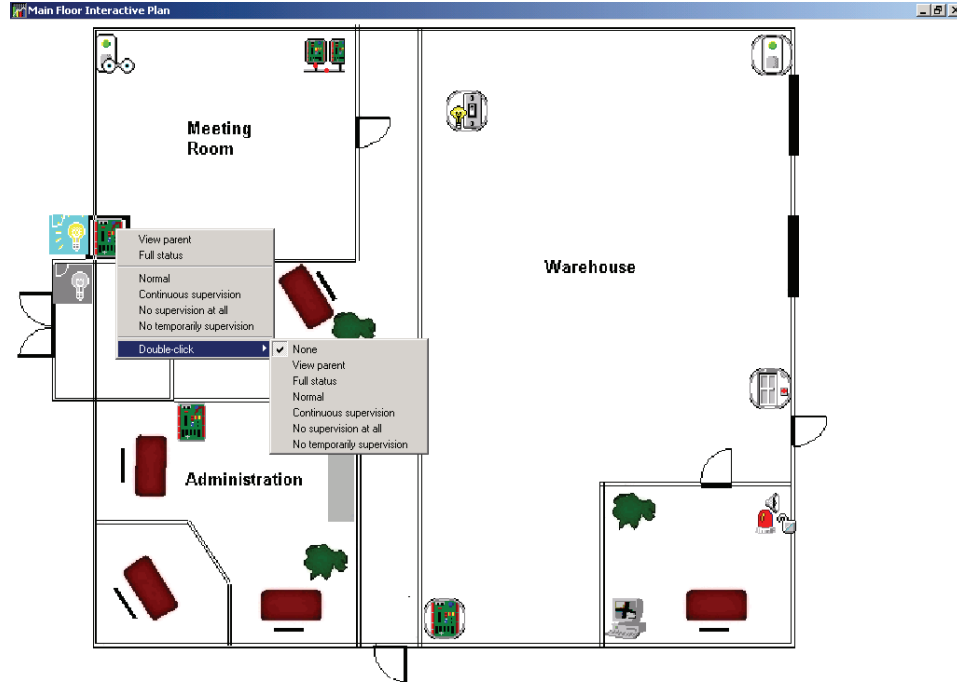 Main Floor Interactive Plan
Meeting
Room
View parent
Full status
Normal
Continuous supervision
No supervision at all
No temporarily supervision
Double-click
None
View parent
Full status
Normal
Continuous supervision
No supervision at all
No temporarily supervision
Warehouse
Administration